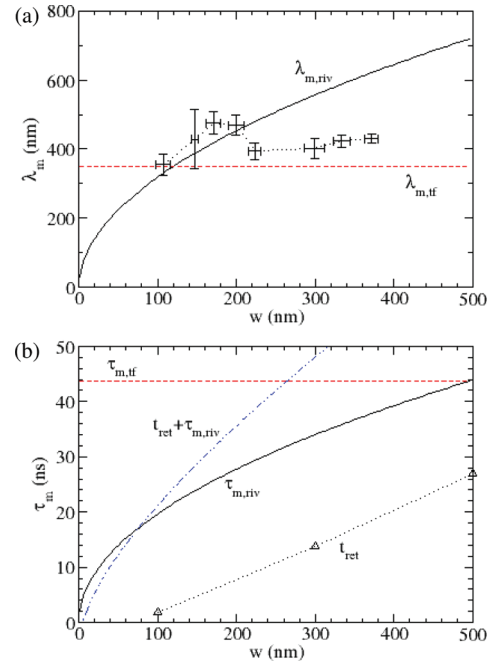 (a)
800
600
400
200
0
λm (nm)
λm,riv
λm,tf
0 100 200 300 400 500
w (nm)
(b)
50
40
30
20
10
0
τm (ns)
τm,tf
tret+τm,riv
τm,riv
tret
0 100 200 300 400 500
w (nm)